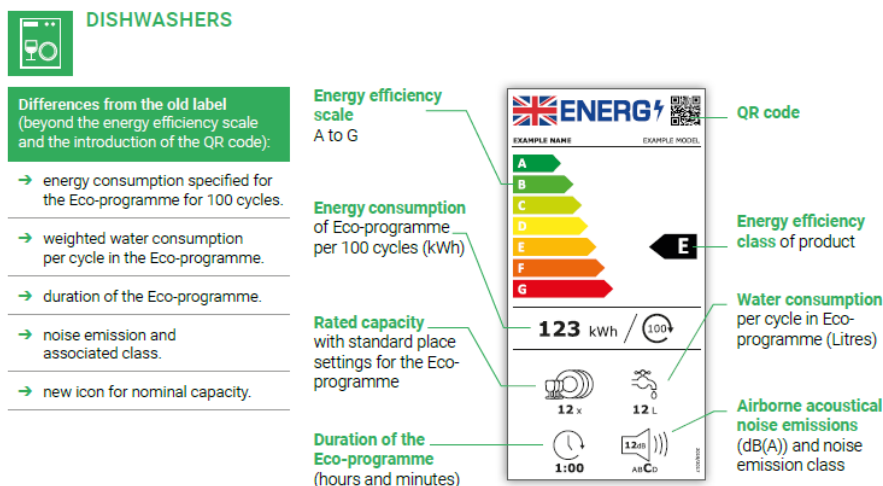 DISHWASHERS
Differences from the old label
(beyond the energy efficiency scale
and the introduction of the QR code):
→ energy consumption specified for
the Eco-programme for 100 cycles.
→ weighted water consumption
per cycle in the Eco-programme.
→ duration of the Eco-programme.
→ noise emission and
associated class.
→ new icon for nominal capacity.
Energy efficiency
scale
A to G
Energy consumption
of Eco-programme
per 100 cycles (kWh)
Rated capacity
with standard place
settings for the Eco-
programme
Duration of the
Eco-programme
(hours and minutes)
ENERG
EXAMPLE NAME EXAMPLE MODEL
A
B
C
D
E
F
G
E
123 kWh / 100
12 x
12 L
1:00
12dB
ABCD
QR code
Energy efficiency
class of product
Water consumption
per cycle in Eco-
programme (Litres)
Airborne acoustical
noise emissions
(dB(A)) and noise
emission class